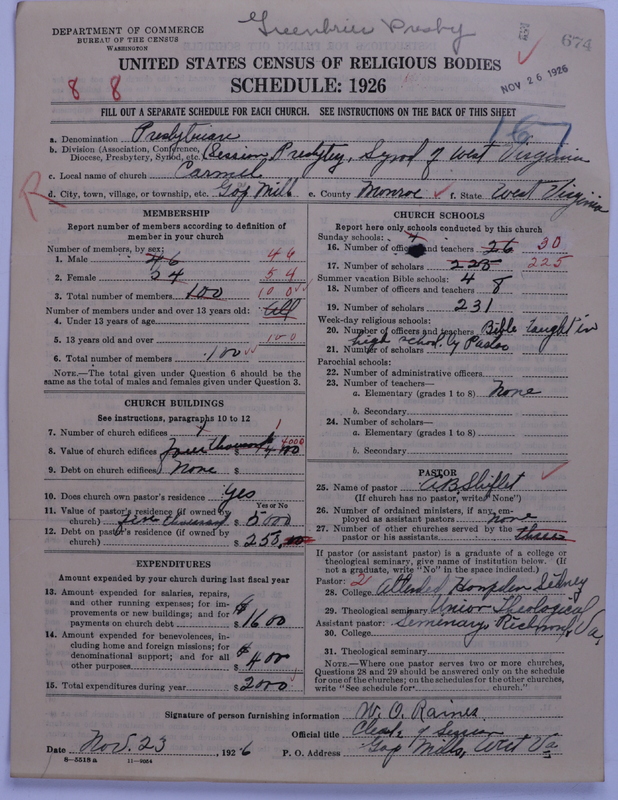 Greenbrier Presby
674
DEPARTMENT OF COMMERCE
BUREAU OF THE CENSUS
WASHINGTON
UNITED STATES CENSUS OF RELIGIOUS BODIES
NOV 26 1926
8 8
SCHEDULE: 1926
FILL OUT A SEPARATE SCHEDULE FOR EACH CHURCH. SEE INSTRUCTIONS ON THE BACK OF THIS SHEET
167
a. Denomination Presbyterian
b. Division (Association, Conference, Diocese, Presbytery, Synod, etc.) (Session, Presbytery, Synod of West Virginia
c. Local name of church Carmel
R
d. City, town, village, or township, etc. Gap Mill e. County Monroe f. State West Virginia
MEMBERSHIP
Report number of members according to definition of
member in your church
Number of members, by sex:
1. Male 46 46
2. Female 54 54
3. Total number of members 100 100
Number of members under and over 13 years old: all
4. Under 13 years of age
5. 13 years old and over 100
6. Total number of members 100
NOTE.—The total given under Question 6 should be
same as the total of males and females given under Question 3.
CHURCH BUILDINGS
See instructions, paragraphs 10 to 12
7. Number of church edifices 1 1
8. Value of church edifices Four thousand $ 4000
9. Debt on church edifices None $
10. Does church own pastor's residence Yes
Yes or No
11. Value of pastor's residence (if owned by
church) five thousand $ 5000
12. Debt on pastor's residence (if owned by
church) $ 250.00
EXPENDITURES
Amount expended by your church during last fiscal year
13. Amount expended for salaries, repairs,
and other running expenses; for im-
provements or new buildings; and for
payments on church debt $ 1600
14. Amount expended for benevolences, in-
cluding home and foreign missions; for
denominational support; and for all
other purposes $ 400
15. Total expenditures during year $ 2000
CHURCH SCHOOLS
Report here only schools conducted by this church
Sunday schools: 4
16. Number of officers and teachers 26 30
17. Number of scholars 225 225
Summer vacation Bible schools: 4
18. Number of officers and teachers 8
19. Number of scholars 231
Week-day religious schools:
20. Number of officers and teachers Bible taught in
high school by Pastor
21. Number of scholars
Parochial schools:
22. Number of administrative officers
23. Number of teachers—
a. Elementary (grades 1 to 8) None
b. Secondary
24. Number of scholars—
a. Elementary (grades 1 to 8)
b. Secondary
PASTOR
25. Name of pastor A B Shiflet
(If church has no pastor, write "None")
26. Number of ordained ministers, if any, em-
ployed as assistant pastors none
27. Number of other churches served by the
pastor or his assistants three
If pastor (or assistant pastor) is a graduate of a college or
theological seminary, give name of institution below. (If
not a graduate, write "No" in the space indicated.)
Pastor: 2
28. College Attended Hampden Sidney
29. Theological seminary Union Theological
Seminary Richmond, Va,
Assistant pastor:
30. College
31. Theological seminary
NOTE.—Where one pastor serves two or more churches,
Questions 28 and 29 should be answered only on the schedule
for one of the churches; on the schedules for the other churches,
write "See schedule for church."
Signature of person furnishing information W. O. Raines
Official title Clerk of Session
Date Nov. 23, 1926 P. O. Address Gap Mills, West Va
8—5518 a 11—9054